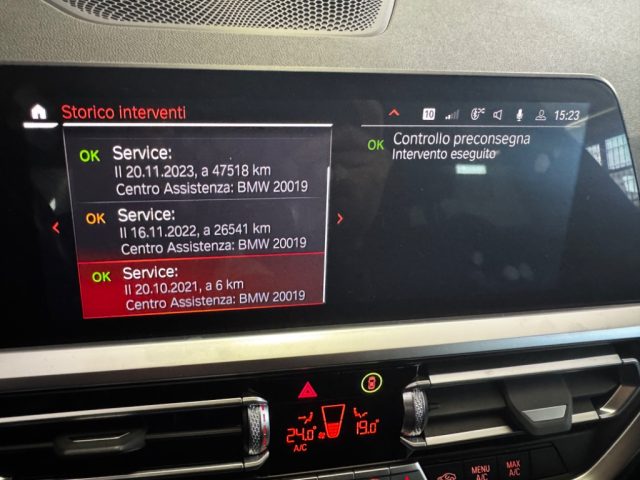 Storico interventi
10
15:23
OK Service:
Il 20.11.2023, a 47518 km
Centro Assistenza: BMW 20019
OK Service:
Il 16.11.2022, a 26541 km
Centro Assistenza: BMW 20019
OK Service:
Il 20.10.2021, a 6 km
Centro Assistenza: BMW 20019
OK Controllo preconsegna
Intervento eseguito
24.0°
19.0°
A/C
MENU
A/C
MAX
A/C